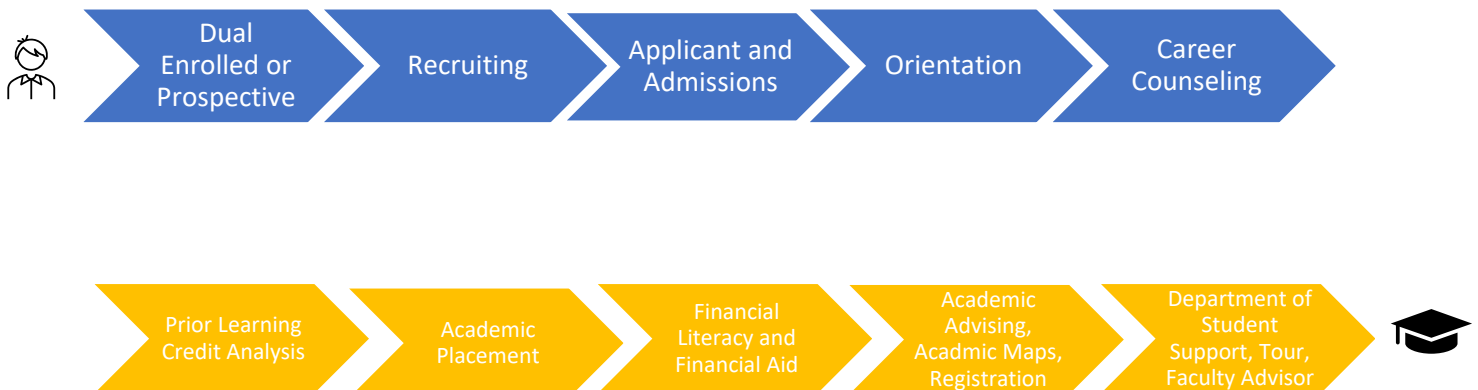 Dual
Enrolled or
Prospective
Recruiting
Applicant and
Admissions
Orientation
Career
Counseling
Prior Learning
Credit Analysis
Academic
Placement
Financial
Literacy and
Financial Aid
Academic
Advising,
Acadmic Maps,
Registration
Department of
Student
Support, Tour,
Faculty Advisor